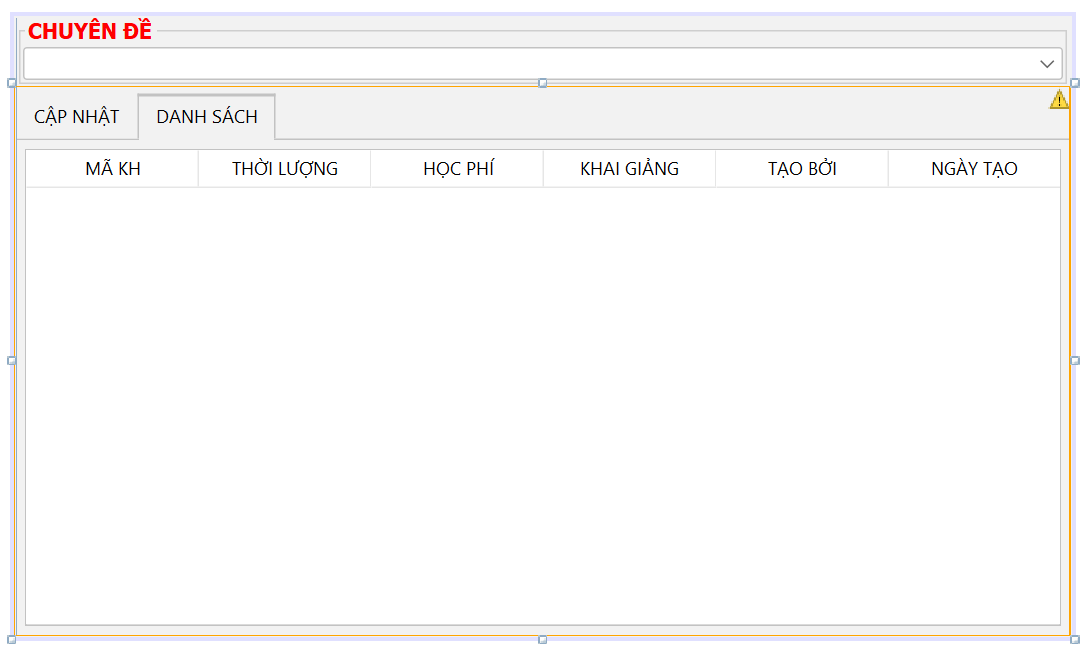 CHUYÊN ĐỀ
CẬP NHẬT DANH SÁCH
MÃ KH THỜI LƯỢNG HỌC PHÍ KHAI GIẢNG TẠO BỞI NGÀY TẠO